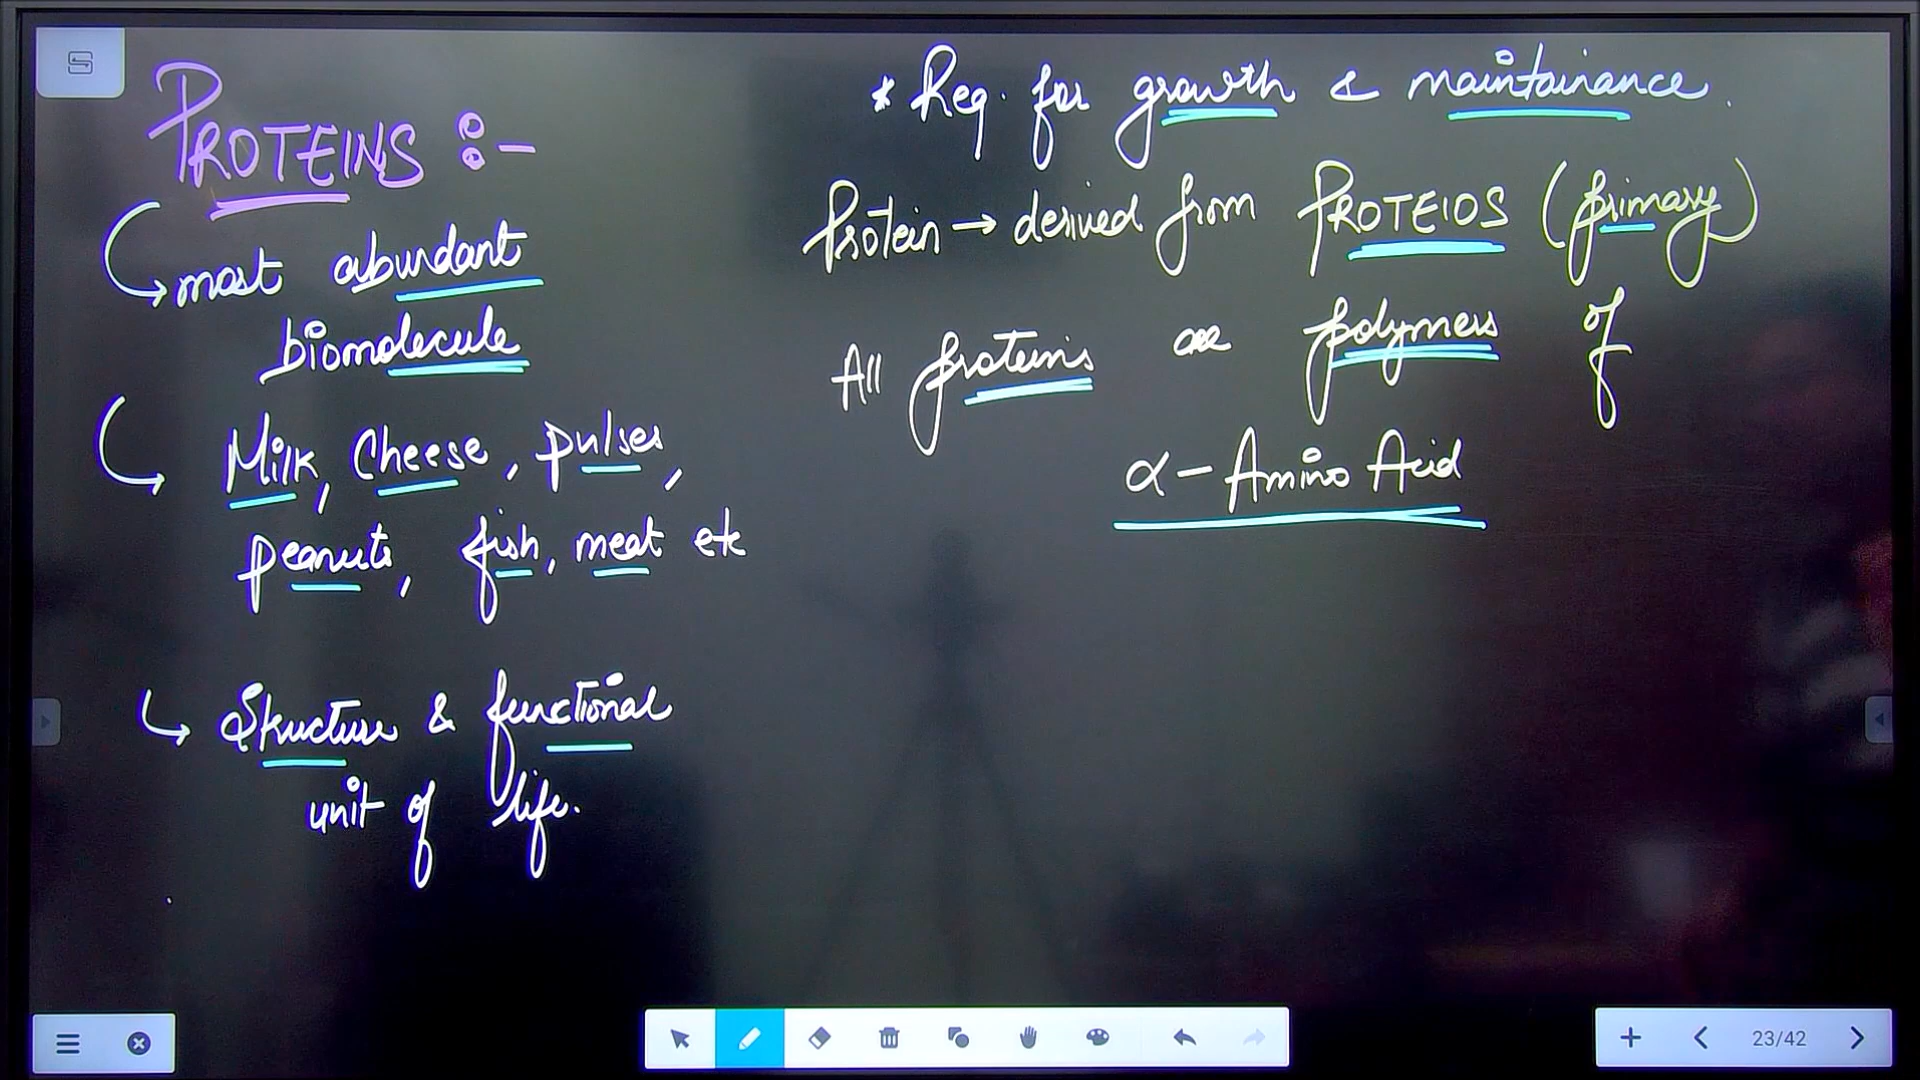 PROTEINS :-
most abundant
biomolecule
Milk, Cheese, pulses,
peanuts, fish, meat etc
Structure & functional
unit of life.
* Req. for growth & maintainance.
Protein → derived from PROTEIOS (primary)
All proteins are polymers of
α- Amino Acid
23/42